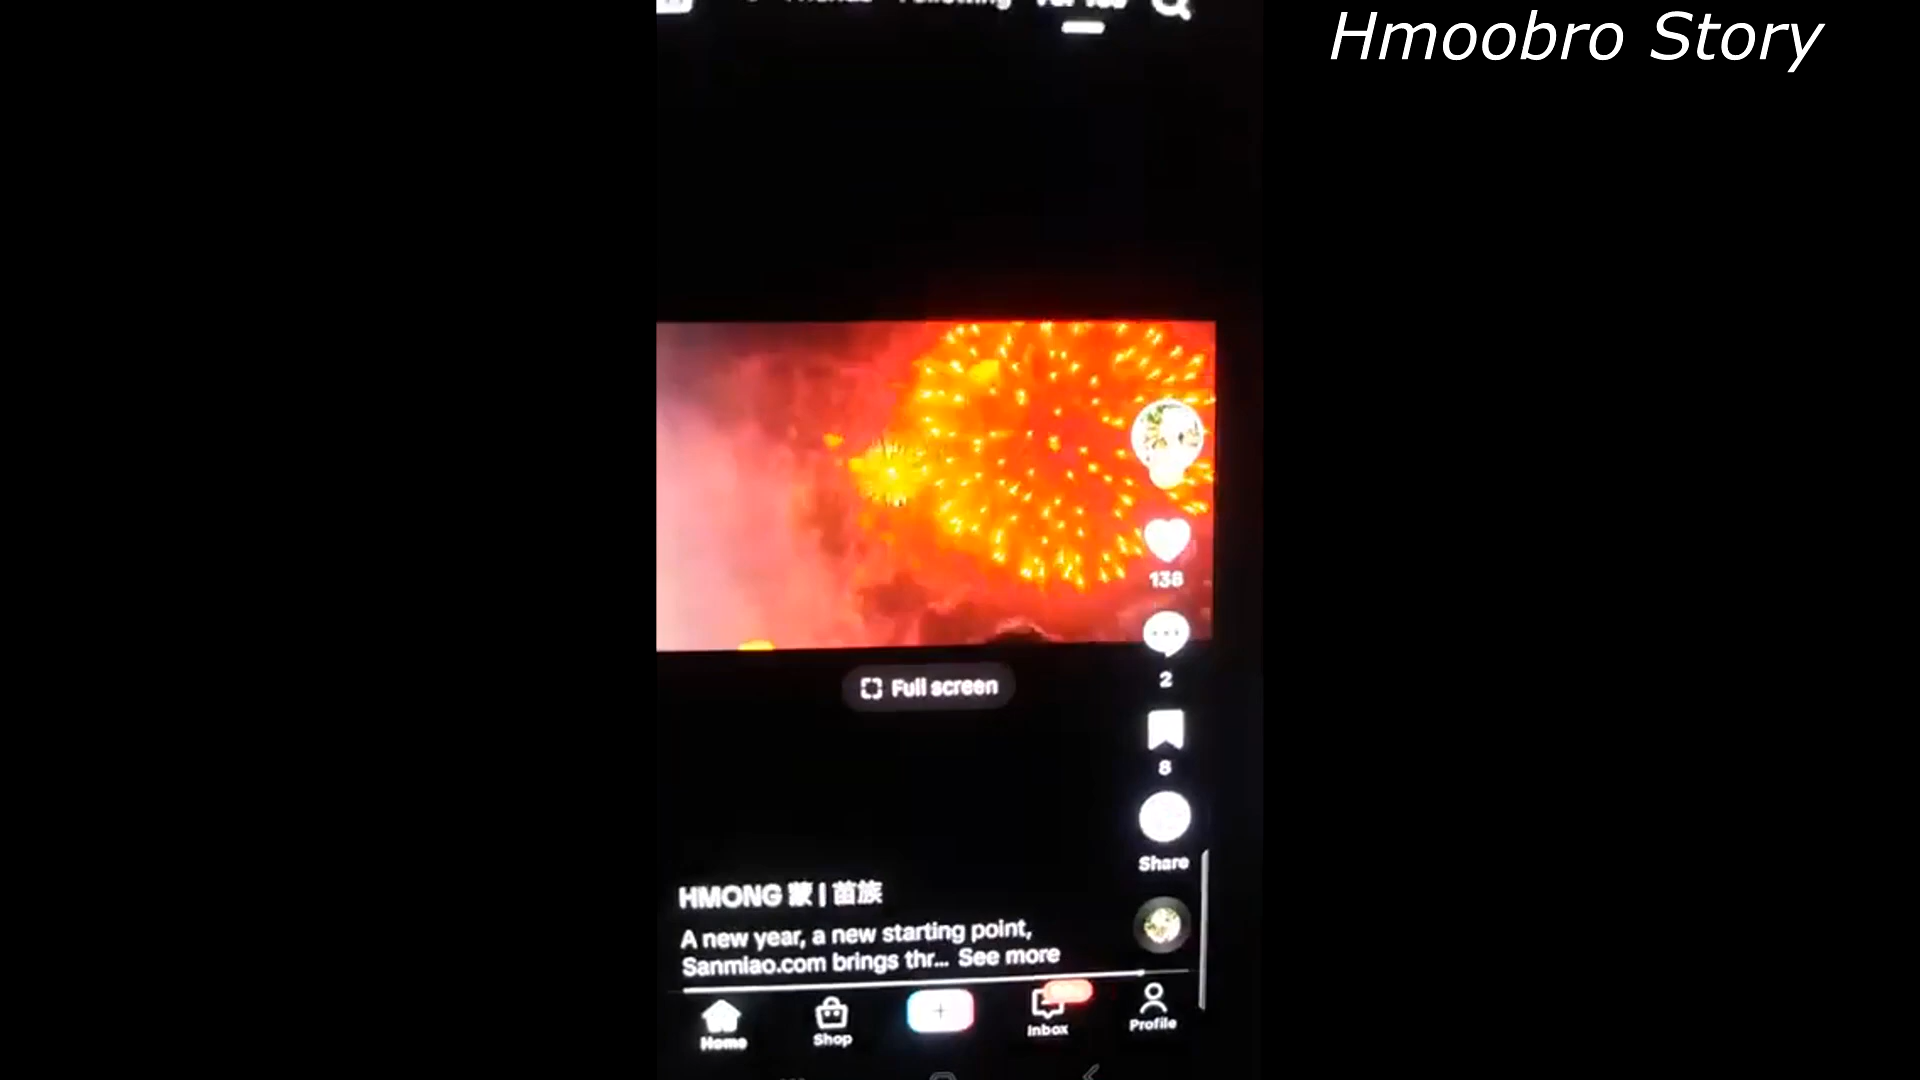 Hmoobro Story
Following
138
Full screen
2
8
Share
HMONG 蒙 | 苗族
A new year, a new starting point,
Sanmiao.com brings thr... See more
Home
Shop
Inbox
Profile